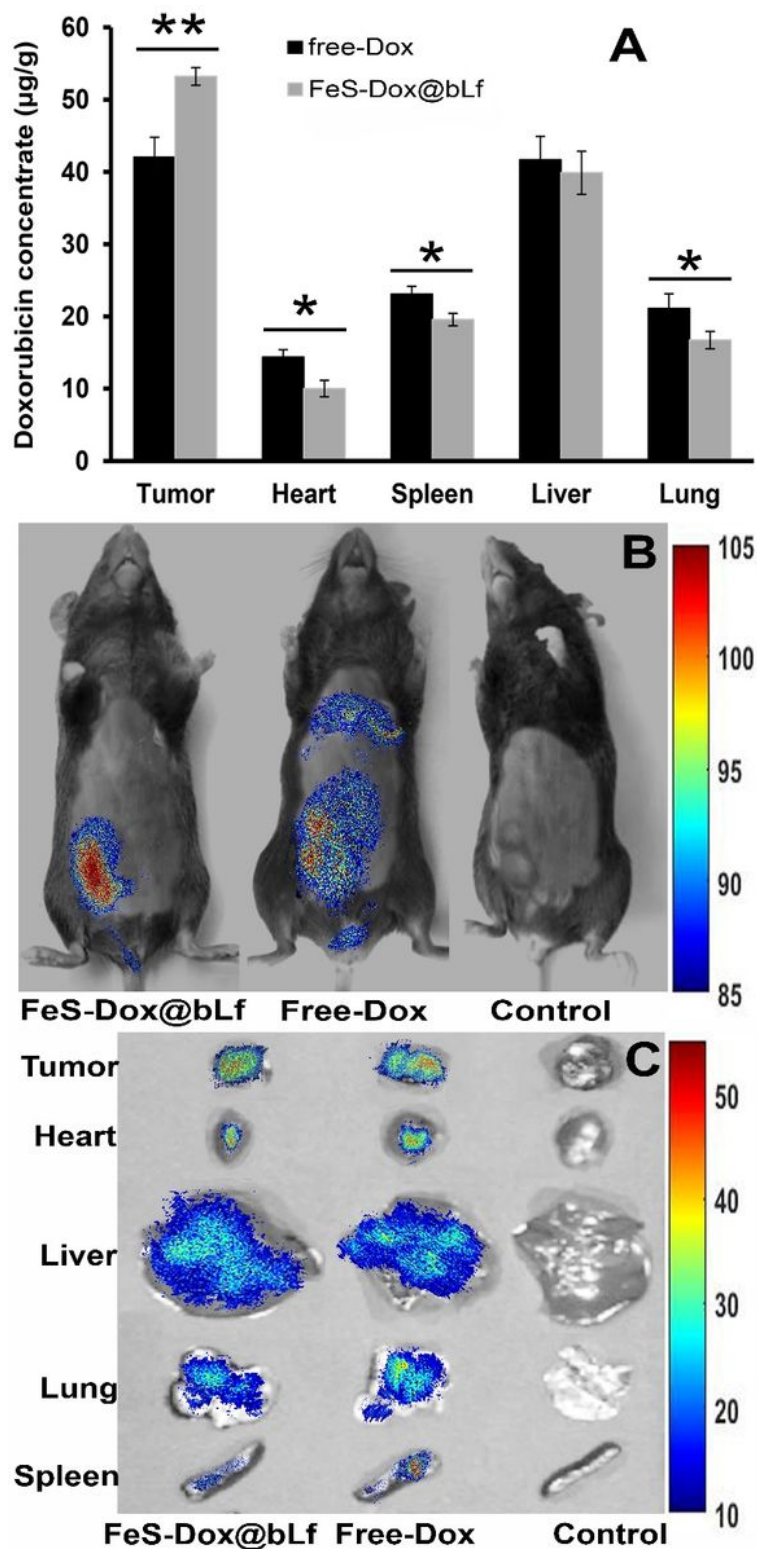 **
60
free-Dox
A
FeS-Dox@bLf
50
40
30
20
10
0
Doxorubicin concentrate (μg/g)
*
*
*
Tumor Heart Spleen Liver Lung
B
105
100
95
90
85
FeS-Dox@bLf Free-Dox Control
C
Tumor
Heart
Liver
Lung
Spleen
50
40
30
20
10
FeS-Dox@bLf Free-Dox Control